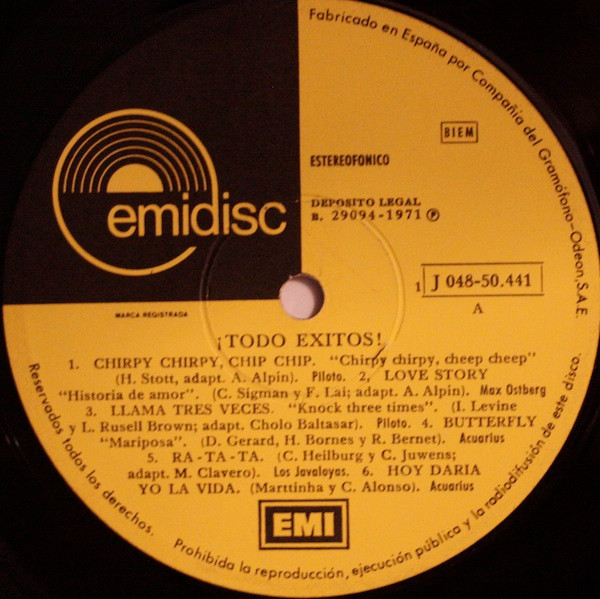 Fabricado en España por Compañía del Gramófono-Odeon, S.A.E.
BIEM
ESTEREOFONICO
emidisc
DEPOSITO LEGAL
B. 29094-1971 Ⓟ
1 J 048-50.441
A
MARCA REGISTRADA
¡TODO EXITOS!
1. CHIRPY CHIRPY, CHIP CHIP. "Chirpy chirpy, cheep cheep"
(H. Stott, adapt. A. Alpin). Piloto. 2, LOVE STORY
"Historia de amor". (C. Sigman y F. Lai; adapt. A. Alpin). Max Ostberg
3. LLAMA TRES VECES. "Knock three times". (I. Levine
y L. Rusell Brown; adapt. Cholo Baltasar). Piloto. 4. BUTTERFLY
"Mariposa". (D. Gerard, H. Bornes y R. Bernet). Acuarius
5. RA-TA-TA. (C. Heilburg y C. Juwens;
adapt. M. Clavero). Los Javaloyas. 6. HOY DARIA
YO LA VIDA. (Marttinha y C. Alonso). Acuarius
EMI
Reservados todos los derechos. Prohibida la reproducción, ejecución pública y la radiodifusión de este disco.